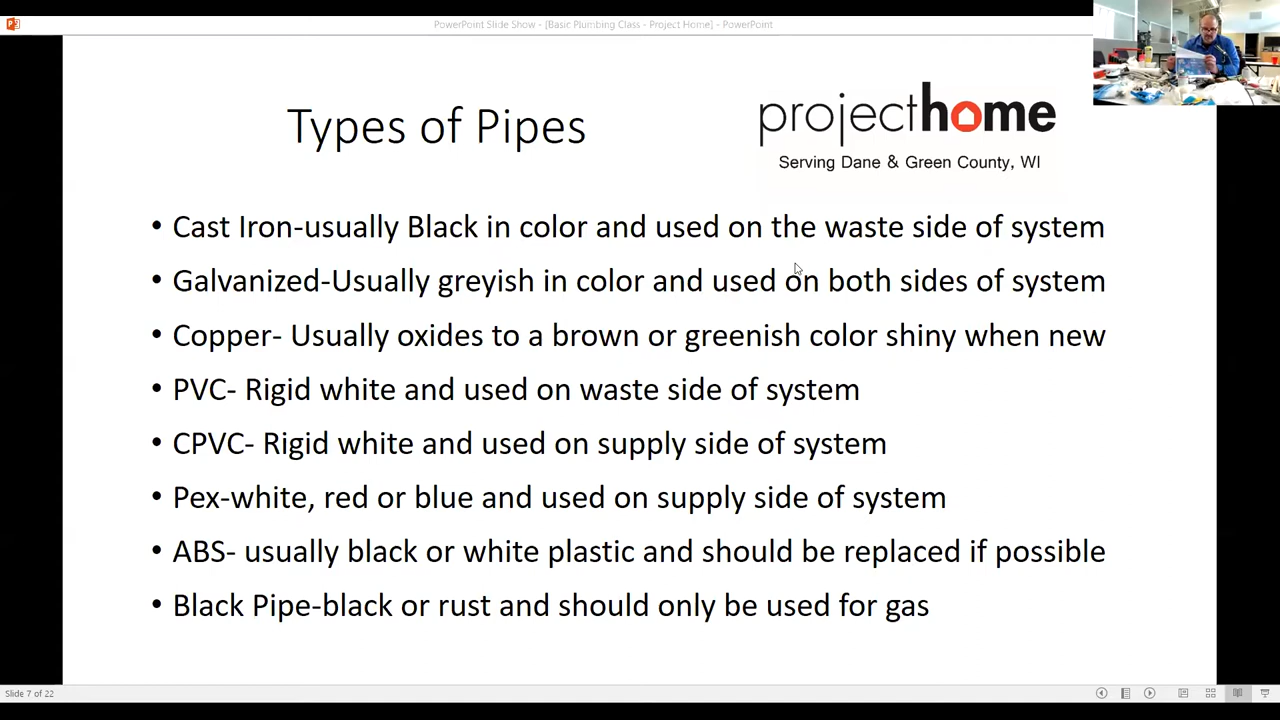 PowerPoint Slide Show - [Basic Plumbing Class - Project Home] - PowerPoint
Types of Pipes
projecthome
Serving Dane & Green County, WI
• Cast Iron-usually Black in color and used on the waste side of system
• Galvanized-Usually greyish in color and used on both sides of system
• Copper- Usually oxides to a brown or greenish color shiny when new
• PVC- Rigid white and used on waste side of system
• CPVC- Rigid white and used on supply side of system
• Pex-white, red or blue and used on supply side of system
• ABS- usually black or white plastic and should be replaced if possible
• Black Pipe-black or rust and should only be used for gas
Slide 7 of 22